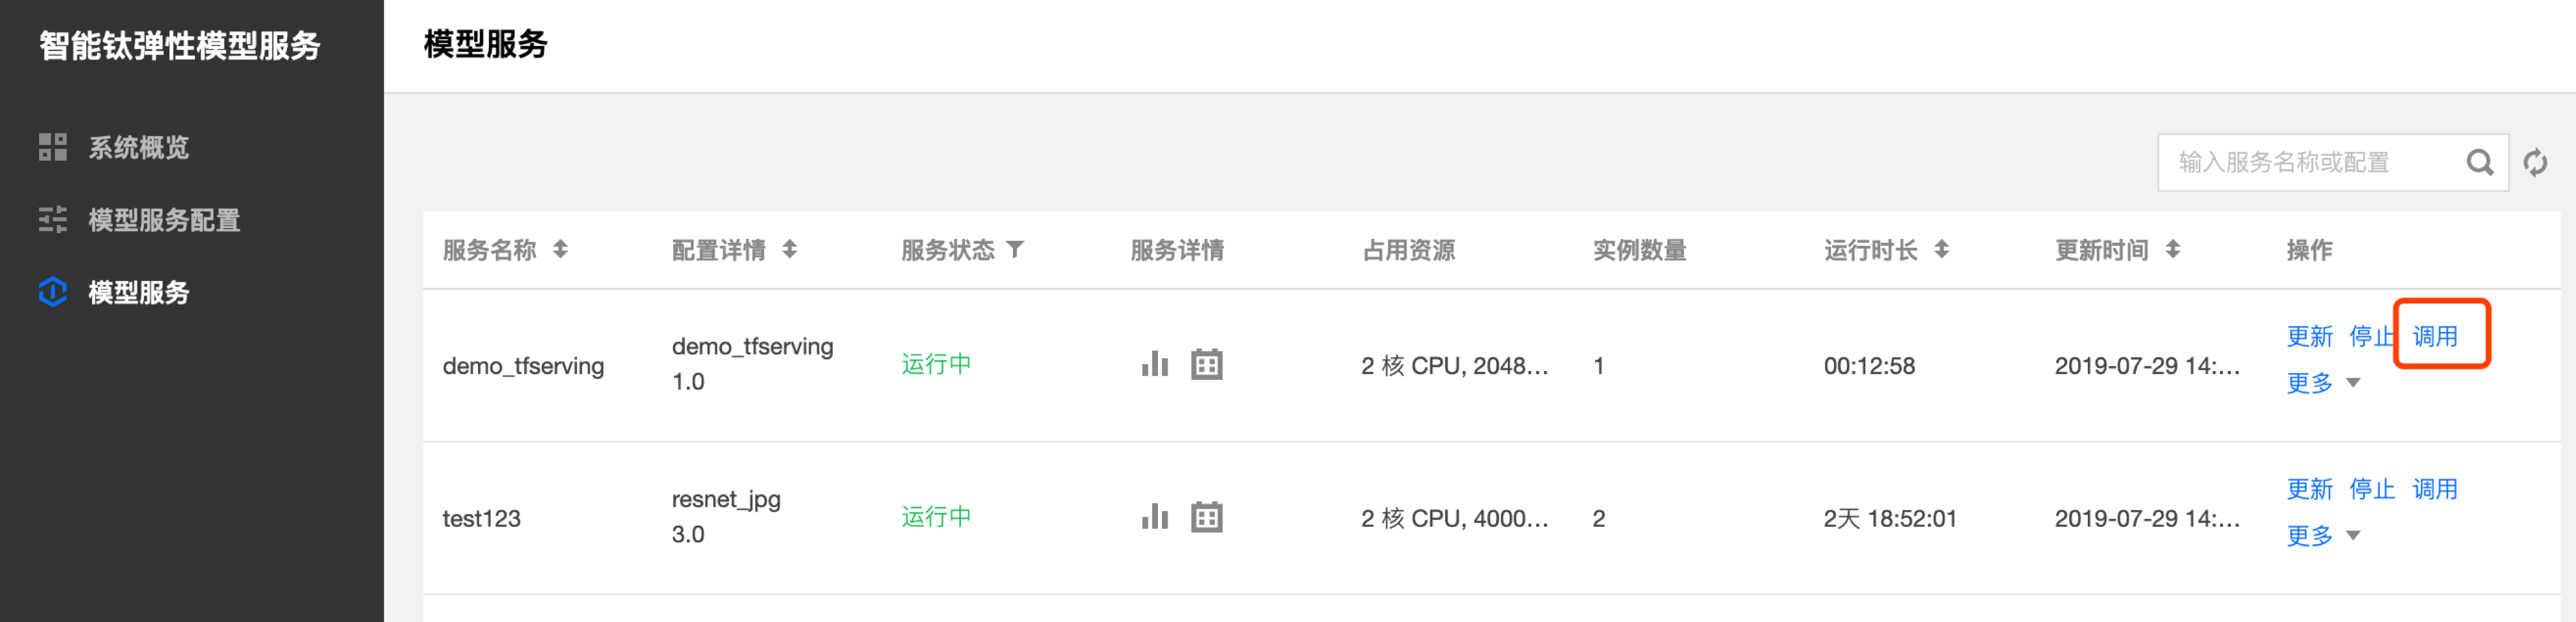 智能钛弹性模型服务
系统概览
模型服务配置
模型服务
模型服务
输入服务名称或配置
服务名称 配置详情 服务状态 服务详情 占用资源 实例数量 运行时长 更新时间 操作
demo_tfserving demo_tfserving 运行中 2 核 CPU, 2048... 1 00:12:58 2019-07-29 14:... 更新 停止 调用
1.0 更多
test123 resnet_jpg 运行中 2 核 CPU, 4000... 2 2天 18:52:01 2019-07-29 14:... 更新 停止 调用
3.0 更多